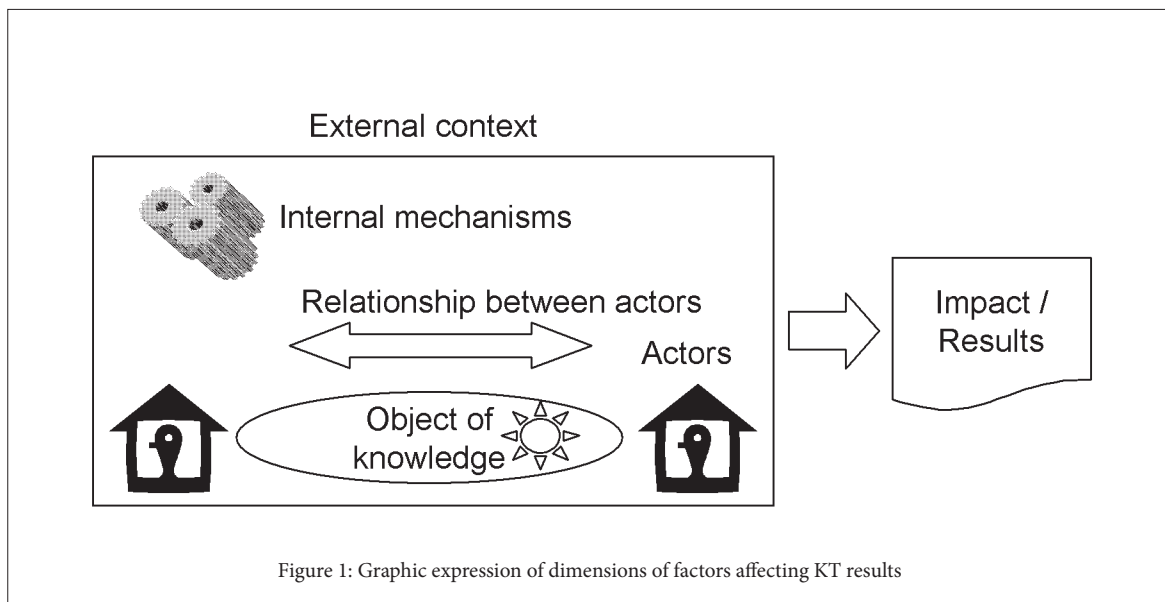 External context
Internal mechanisms
Relationship between actors
Actors
Object of
knowledge
Impact /
Results
Figure 1: Graphic expression of dimensions of factors affecting KT results